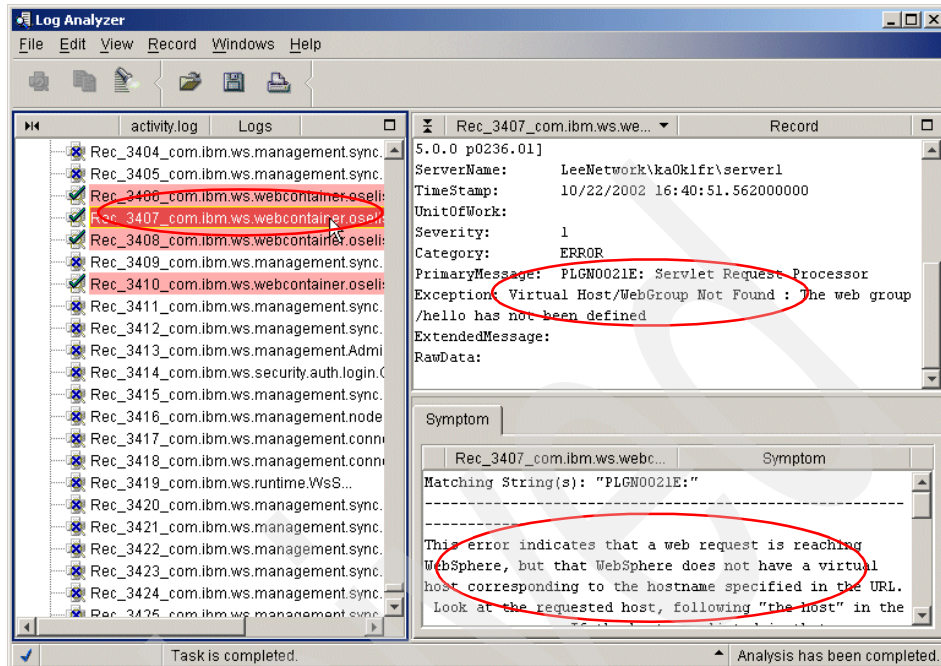 Log Analyzer
File Edit View Record Windows Help
activity.log Logs
Rec_3404_com.ibm.ws.management.sync.
Rec_3405_com.ibm.ws.management.sync.
Rec_3406_com.ibm.ws.webcontainer.oseli
Rec_3407_com.ibm.ws.webcontainer.oseli
Rec_3408_com.ibm.ws.webcontainer.oseli
Rec_3409_com.ibm.ws.management.sync.
Rec_3410_com.ibm.ws.webcontainer.oseli
Rec_3411_com.ibm.ws.management.sync.
Rec_3412_com.ibm.ws.management.sync.
Rec_3413_com.ibm.ws.management.Admi
Rec_3414_com.ibm.ws.security.auth.login.C
Rec_3415_com.ibm.ws.management.sync.
Rec_3416_com.ibm.ws.management.node
Rec_3417_com.ibm.ws.management.conn
Rec_3418_com.ibm.ws.management.conn
Rec_3419_com.ibm.ws.runtime.WsS...
Rec_3420_com.ibm.ws.management.sync.
Rec_3421_com.ibm.ws.management.sync.
Rec_3422_com.ibm.ws.management.sync.
Rec_3423_com.ibm.ws.management.sync.
Rec_3424_com.ibm.ws.management.sync.
Rec_3425_com.ibm.ws.management.sync.
Rec_3407_com.ibm.ws.we... Record
5.0.0 p0236.01]
ServerName: LeeNetwork\ka0klfr\server1
TimeStamp: 10/22/2002 16:40:51.562000000
UnitOfWork:
Severity: 1
Category: ERROR
PrimaryMessage: PLGN0021E: Servlet Request Processor
Exception: Virtual Host/WebGroup Not Found : The web group
/hello has not been defined
ExtendedMessage:
RawData:
Symptom
Rec_3407_com.ibm.ws.webc... Symptom
Matching String(s): "PLGN0021E:"
This error indicates that a web request is reaching
WebSphere, but that WebSphere does not have a virtual
host corresponding to the hostname specified in the URL.
Look at the requested host, following "the host" in the
Task is completed.
Analysis has been completed.